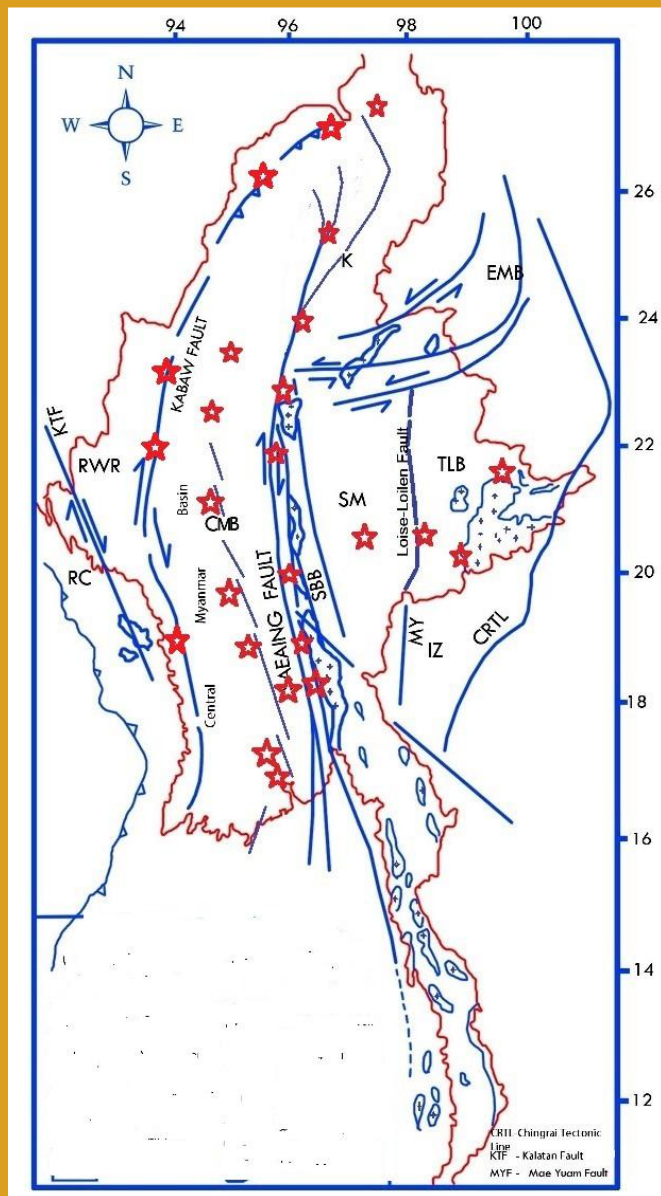 94 96 98 100
N
W E
S
26
EMB
K
24
KABAW FAULT
KTF
22
RWR
Loise-Loilen Fault
TLB
Basin
CMB
SM
20
RC
Myanmar
AEAING FAULT
SBB
MY
IZ
CRTL
18
Central
16
14
12
CRTL-Chingrai Tectonic
Line
KTF - Kalatan Fault
MYF - Mae Yuam Fault